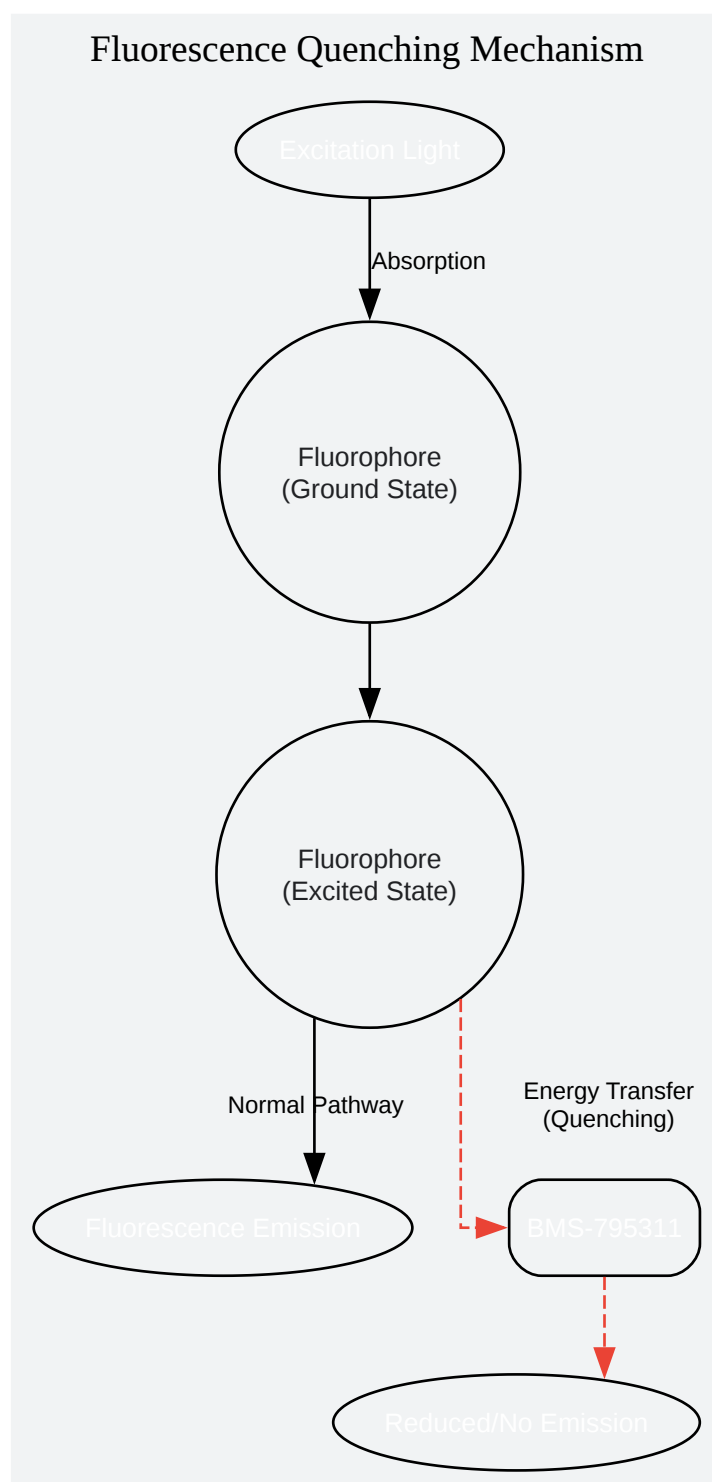 Fluorescence Quenching Mechanism
Excitation Light
Absorption
Fluorophore
(Ground State)
Fluorophore
(Excited State)
Normal Pathway
Energy Transfer
(Quenching)
Fluorescence Emission
BMS-795311
Reduced/No Emission